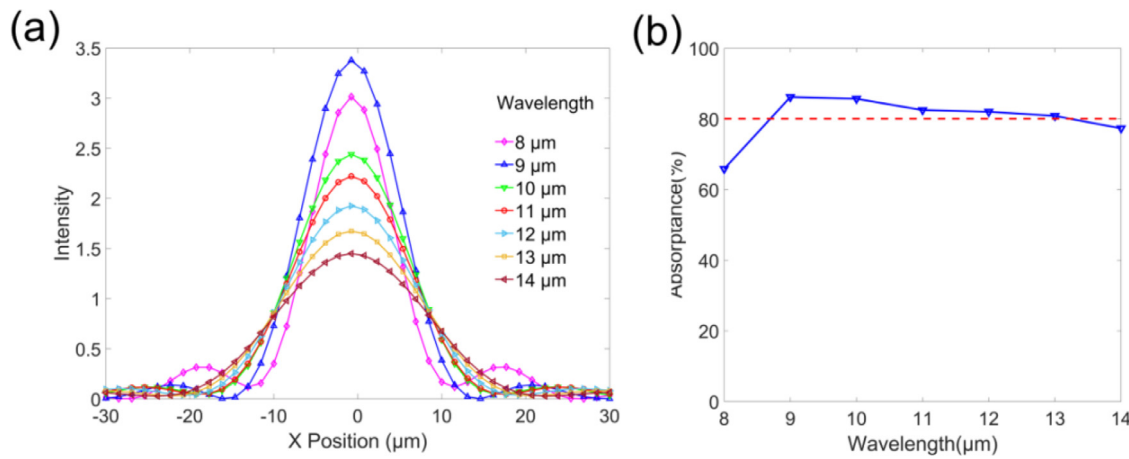 (a)
3.5
3
2.5
2
1.5
1
0.5
0
Intensity
-30
-20
-10
0
10
20
30
X Position (μm)
Wavelength
8 μm
9 μm
10 μm
11 μm
12 μm
13 μm
14 μm
(b)
100
80
60
40
20
0
Absorptance(%)
8
9
10
11
12
13
14
Wavelength(μm)